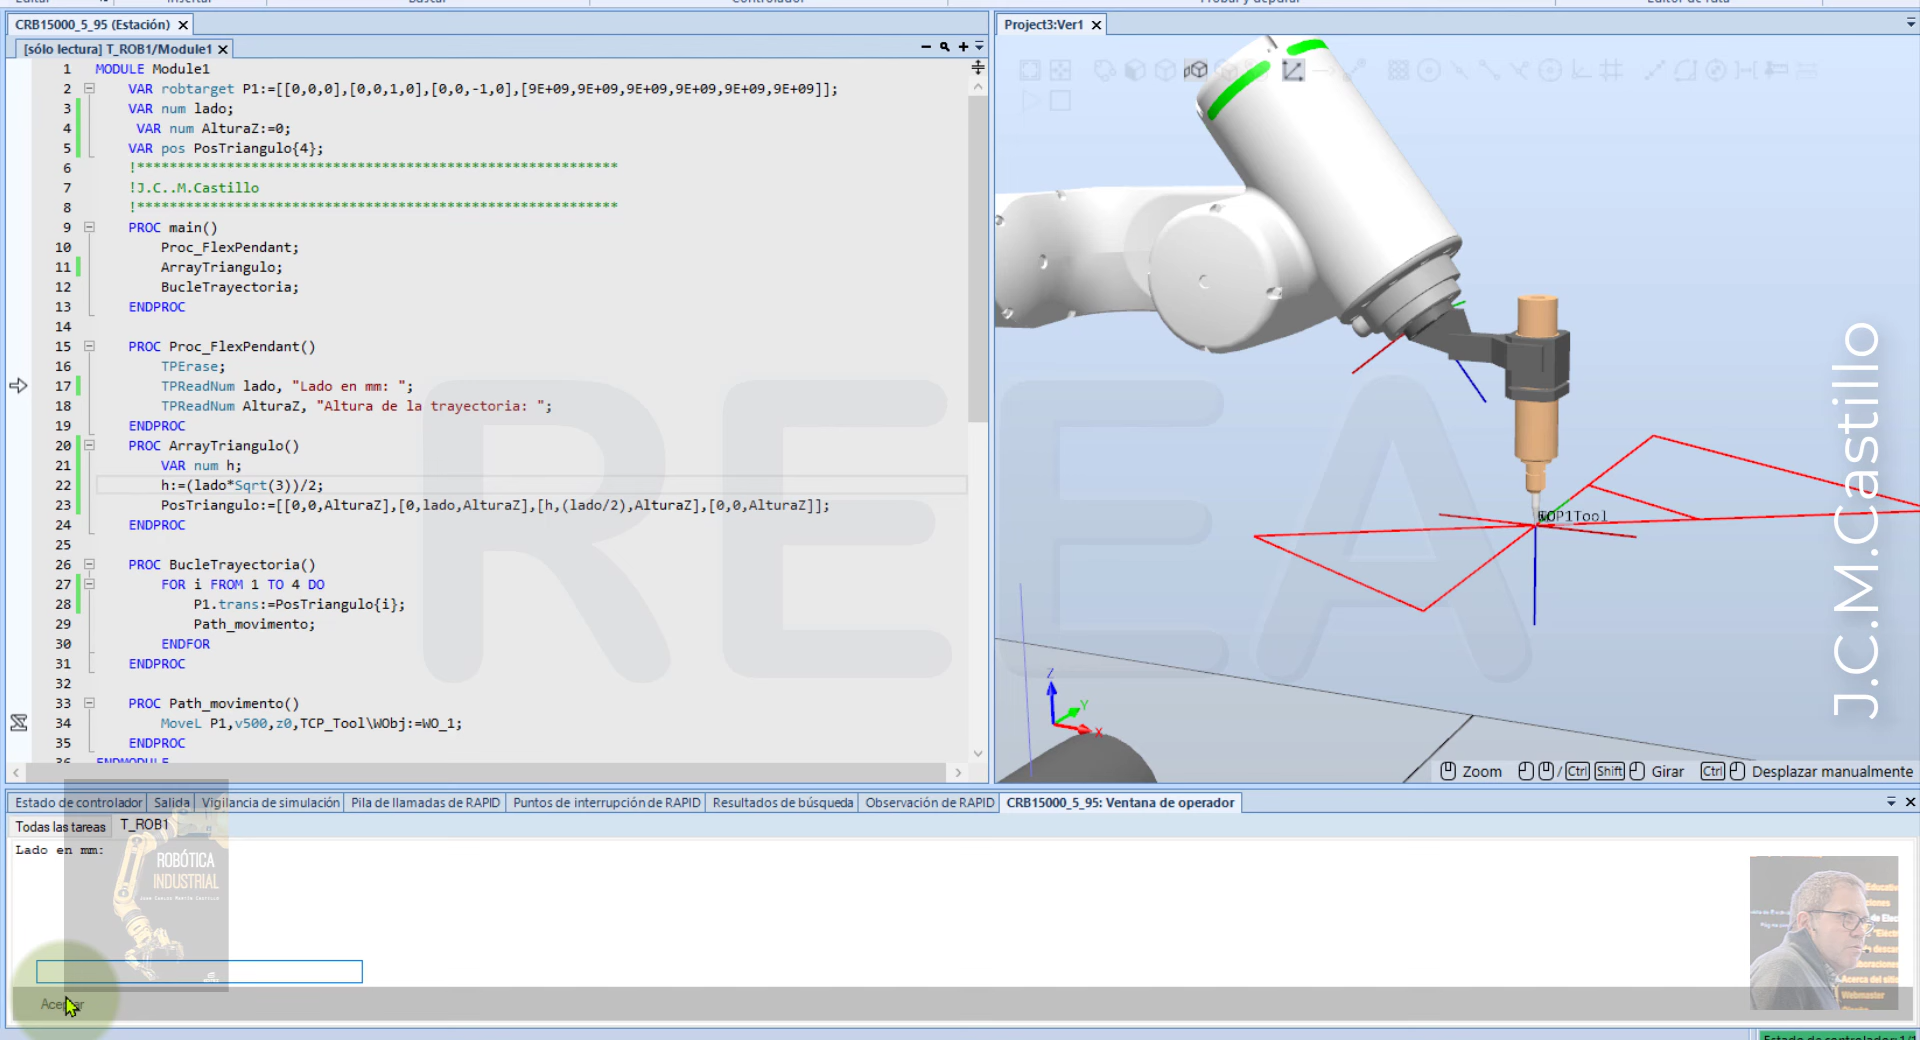 CRB15000_5_95 (Estación)
[sólo lectura] T_ROB1/Module1
1 MODULE Module1
2 VAR robtarget P1:=[[0,0,0],[0,0,1,0],[0,0,-1,0],[9E+09,9E+09,9E+09,9E+09,9E+09,9E+09]];
3 VAR num lado;
4 VAR num AlturaZ:=0;
5 VAR pos PosTriangulo{4};
6 !***********************************************************
7 !J.C..M.Castillo
8 !***********************************************************
9 PROC main()
10 Proc_FlexPendant;
11 ArrayTriangulo;
12 BucleTrayectoria;
13 ENDPROC
14
15 PROC Proc_FlexPendant()
16 TPErase;
17 TPReadNum lado, "Lado en mm: ";
18 TPReadNum AlturaZ, "Altura de la trayectoria: ";
19 ENDPROC
20 PROC ArrayTriangulo()
21 VAR num h;
22 h:=(lado*Sqrt(3))/2;
23 PosTriangulo:=[[0,0,AlturaZ],[0,lado,AlturaZ],[h,(lado/2),AlturaZ],[0,0,AlturaZ]];
24 ENDPROC
25
26 PROC BucleTrayectoria()
27 FOR i FROM 1 TO 4 DO
28 P1.trans:=PosTriangulo{i};
29 Path_movimento;
30 ENDFOR
31 ENDPROC
32
33 PROC Path_movimento()
34 MoveL P1,v500,z0,TCP_Tool\WObj:=WO_1;
35 ENDPROC
36 ENDMODULE
REEA
Project3:Ver1
Z
Y
X
J.C.M.Castillo
Zoom / Ctrl Shift Girar Ctrl Desplazar manualmente
Estado de controlador Salida Vigilancia de simulación Pila de llamadas de RAPID Puntos de interrupción de RAPID Resultados de búsqueda Observación de RAPID CRB15000_5_95: Ventana de operador
Todas las tareas T_ROB1
Lado en mm:
ROBÓTICA
INDUSTRIAL
Aceptar
Estado de controlador: 1/1